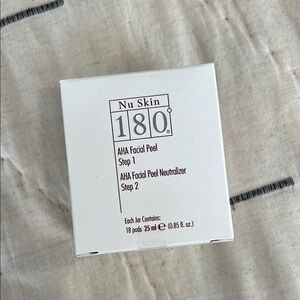 Nu Skin
180°
AHA Facial Peel
Step 1
AHA Facial Peel Neutralizer
Step 2
Each Jar Contains:
18 pads 25 ml e (0.85 fl. oz.)